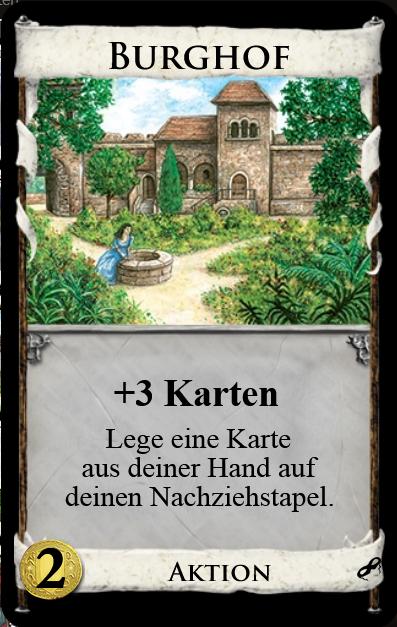 BURGHOF
+3 Karten
Lege eine Karte
aus deiner Hand auf
deinen Nachziehstapel.
2
AKTION